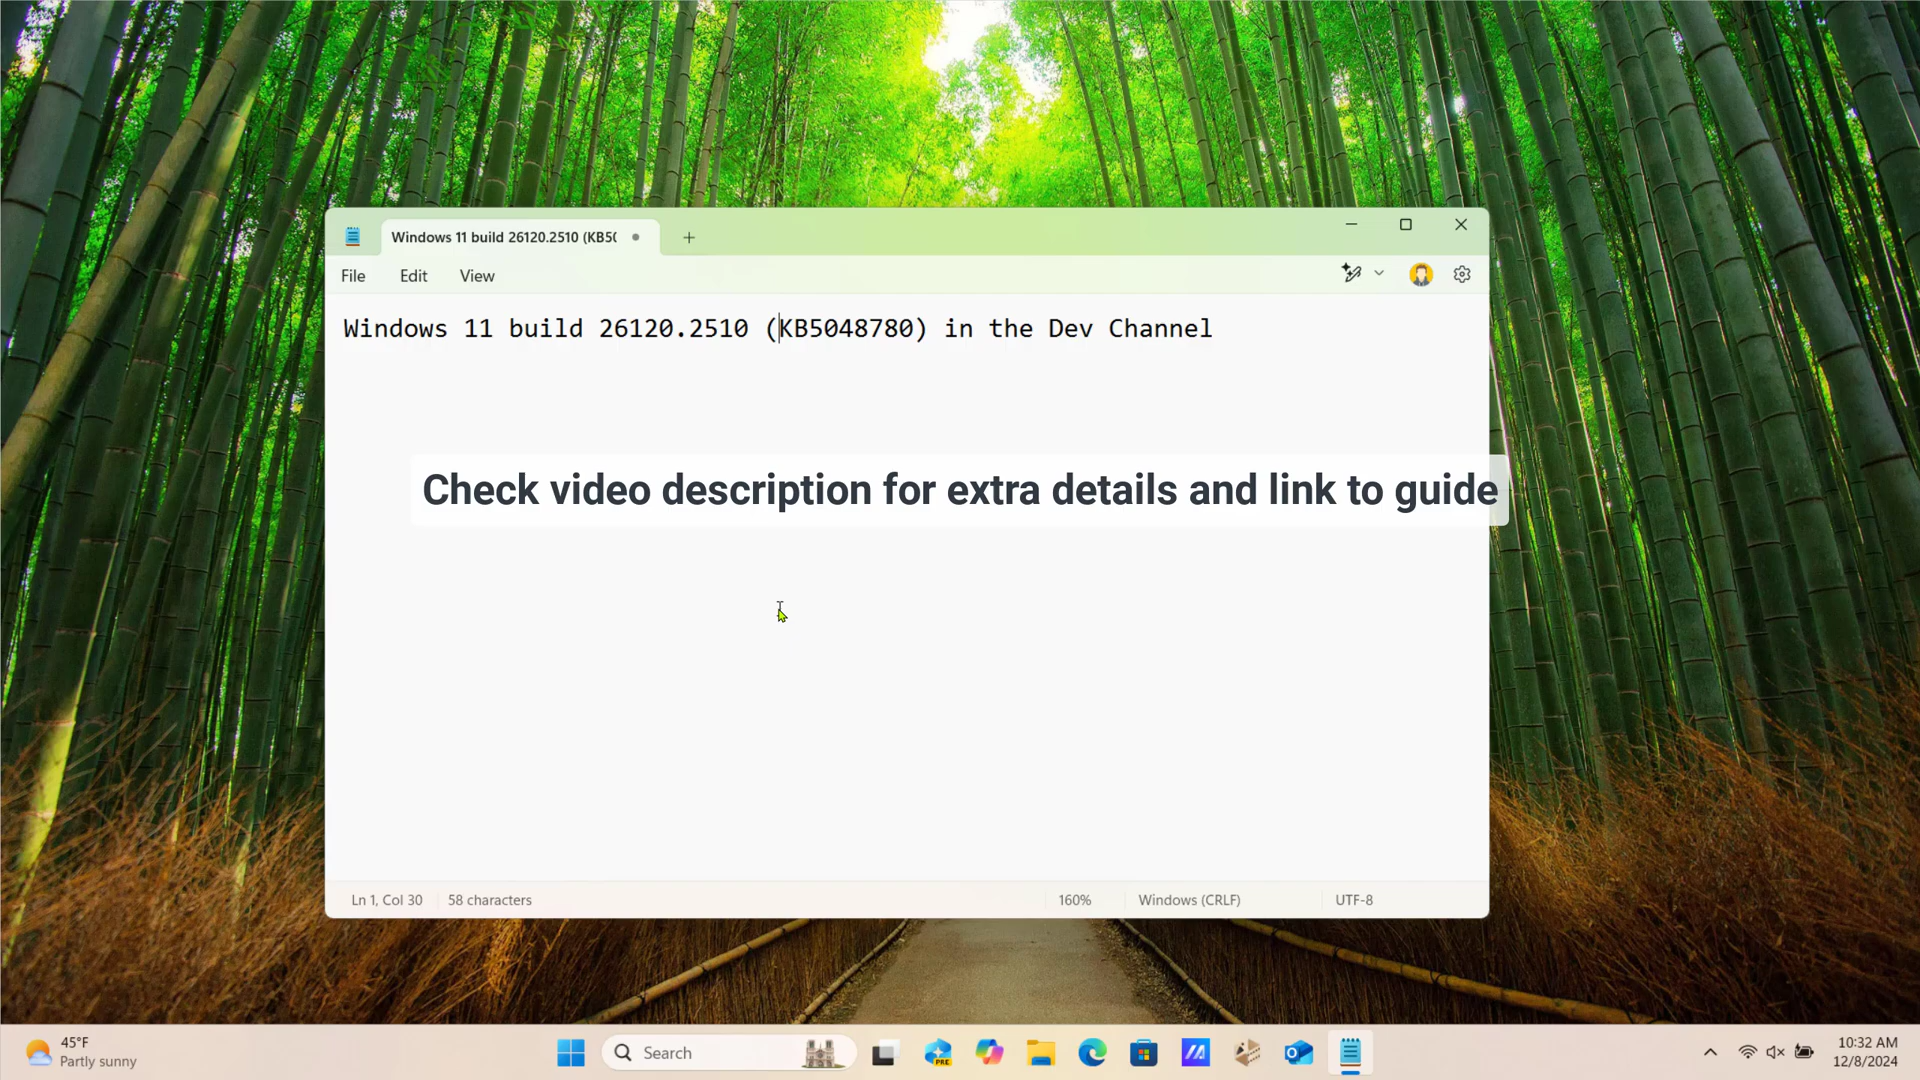 Windows 11 build 26120.2510 (KB5(
File Edit View
Windows 11 build 26120.2510 (KB5048780) in the Dev Channel
Check video description for extra details and link to guide
Ln 1, Col 30 58 characters 160% Windows (CRLF) UTF-8
45°F
Partly sunny
Search
PRE
10:32 AM
12/8/2024